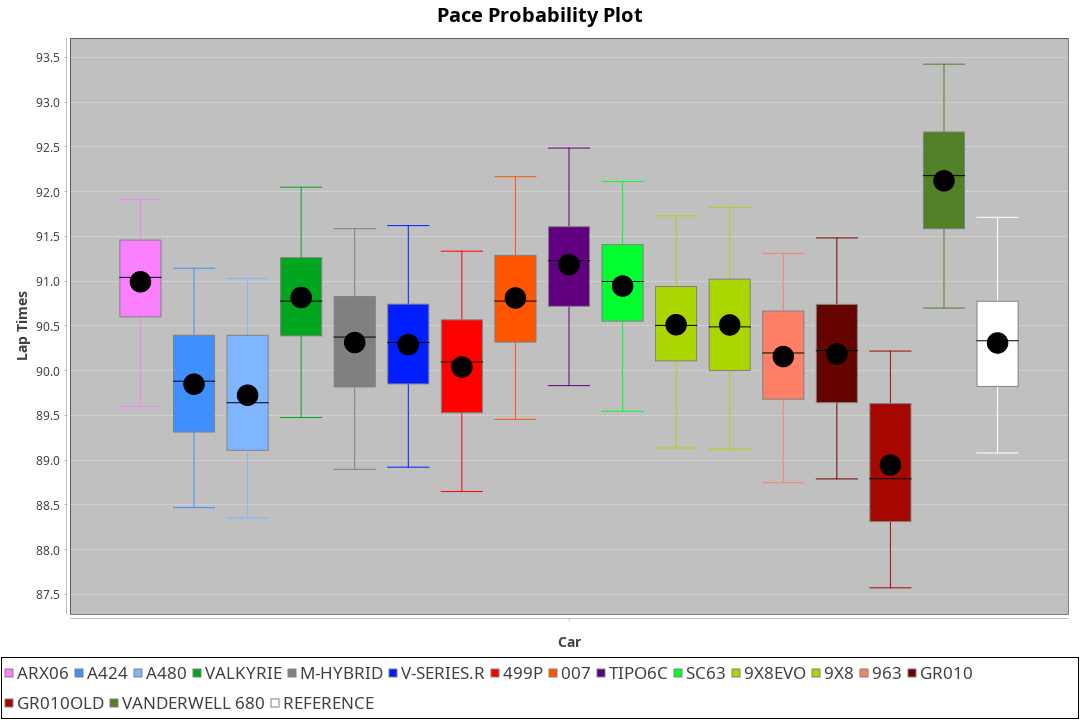 Pace Probability Plot
93.5
93.0
92.5
92.0
91.5
91.0
90.5
90.0
89.5
89.0
88.5
88.0
87.5
Lap Times
Car
ARX06 A424 A480 VALKYRIE M-HYBRID V-SERIES.R 499P 007 TIPO6C SC63 9X8EVO 9X8 963 GR010
GR010OLD VANDERWELL 680 REFERENCE